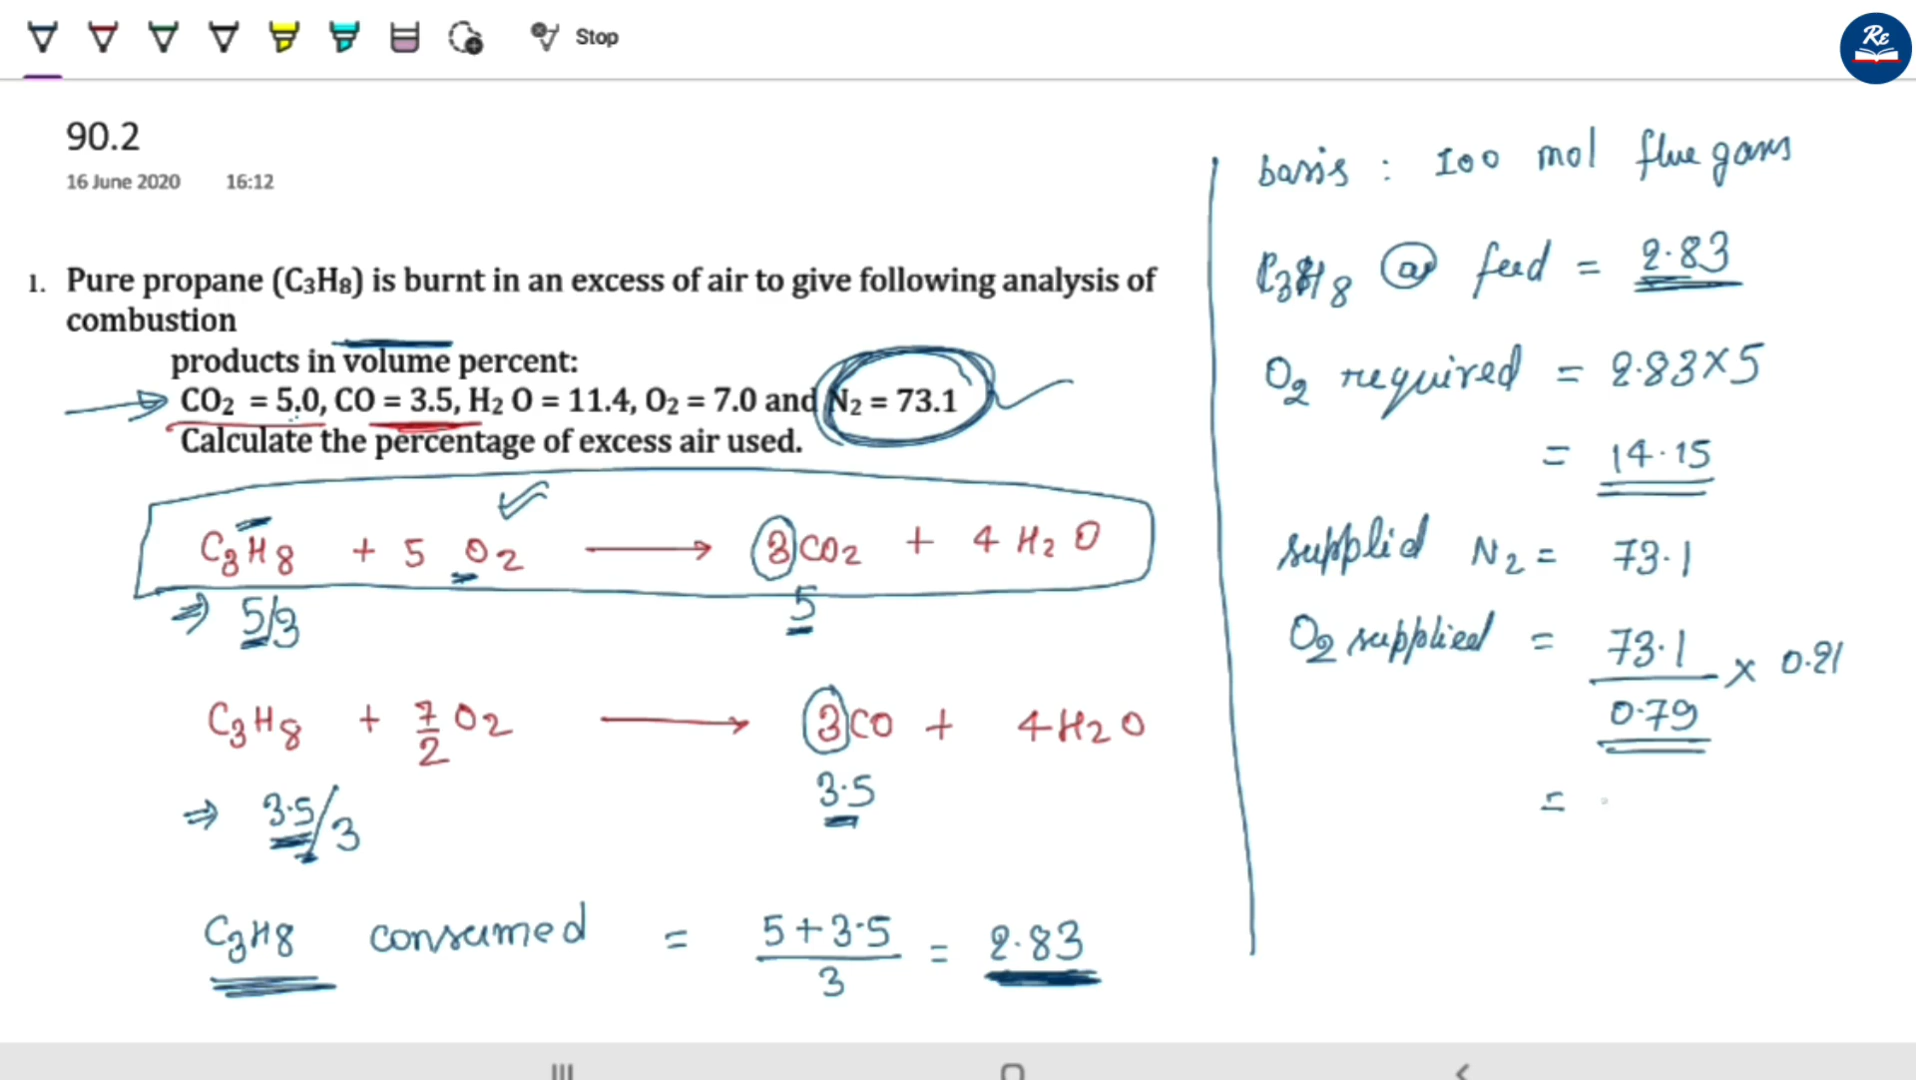 Stop
RE
90.2
16 June 2020 16:12
1. Pure propane (C₃H₈) is burnt in an excess of air to give following analysis of
combustion
products in volume percent:
CO₂ = 5.0, CO = 3.5, H₂ O = 11.4, O₂ = 7.0 and N₂ = 73.1
Calculate the percentage of excess air used.
C₃H₈ + 5 O₂ ⟶ 3CO₂ + 4 H₂O
⇒ 5/3 5
C₃H₈ + 7/2 O₂ ⟶ 3CO + 4H₂O
⇒ 3.5/3 3.5
C₃H₈ consumed = (5+3.5)/3 = 2.83
basis : 100 mol flue gases
C₃H₈ @ feed = 2.83
O₂ required = 2.83×5
= 14.15
supplied N₂ = 73.1
O₂ supplied = 73.1/0.79 × 0.21
=